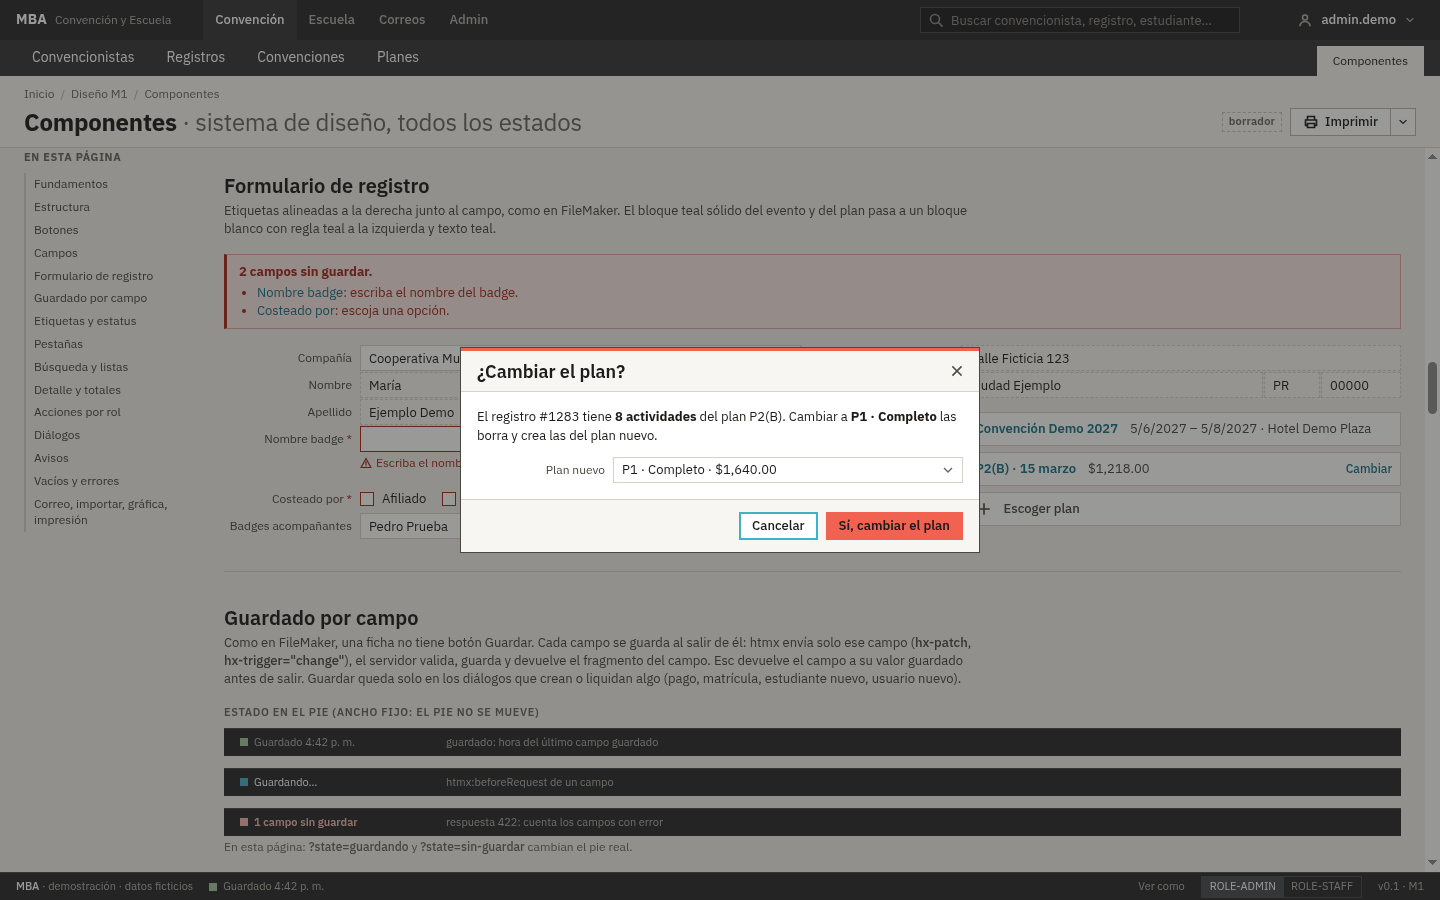 MBA Convención y Escuela
Convención Escuela Correos Admin
Buscar convencionista, registro, estudiante...
admin.demo
Convencionistas Registros Convenciones Planes
Componentes
Inicio / Diseño M1 / Componentes
Componentes · sistema de diseño, todos los estados
borrador
Imprimir
EN ESTA PÁGINA
Fundamentos
Estructura
Botones
Campos
Formulario de registro
Guardado por campo
Etiquetas y estatus
Pestañas
Búsqueda y listas
Detalle y totales
Acciones por rol
Diálogos
Avisos
Vacíos y errores
Correo, importar, gráfica,
impresión
Formulario de registro
Etiquetas alineadas a la derecha junto al campo, como en FileMaker. El bloque teal sólido del evento y del plan pasa a un bloque
blanco con regla teal a la izquierda y texto teal.
2 campos sin guardar.
• Nombre badge: escriba el nombre del badge.
• Costeado por: escoja una opción.
Compañía Cooperativa Mu
alle Ficticia 123
Nombre María
udad Ejemplo PR 00000
Apellido Ejemplo Demo
Nombre badge *
Escriba el nomb
Convención Demo 2027 5/6/2027 – 5/8/2027 · Hotel Demo Plaza
P2(B) · 15 marzo $1,218.00 Cambiar
Costeado por * Afiliado
+ Escoger plan
Badges acompañantes Pedro Prueba
¿Cambiar el plan?
El registro #1283 tiene 8 actividades del plan P2(B). Cambiar a P1 · Completo las
borra y crea las del plan nuevo.
Plan nuevo P1 · Completo · $1,640.00
Cancelar Sí, cambiar el plan
Guardado por campo
Como en FileMaker, una ficha no tiene botón Guardar. Cada campo se guarda al salir de él: htmx envía solo ese campo (hx-patch,
hx-trigger="change"), el servidor valida, guarda y devuelve el fragmento del campo. Esc devuelve el campo a su valor guardado
antes de salir. Guardar queda solo en los diálogos que crean o liquidan algo (pago, matrícula, estudiante nuevo, usuario nuevo).
ESTADO EN EL PIE (ANCHO FIJO: EL PIE NO SE MUEVE)
Guardado 4:42 p. m. guardado: hora del último campo guardado
Guardando... htmx:beforeRequest de un campo
1 campo sin guardar respuesta 422: cuenta los campos con error
En esta página: ?state=guardando y ?state=sin-guardar cambian el pie real.
MBA · demostración · datos ficticios Guardado 4:42 p. m.
Ver como ROLE-ADMIN ROLE-STAFF v0.1 · M1